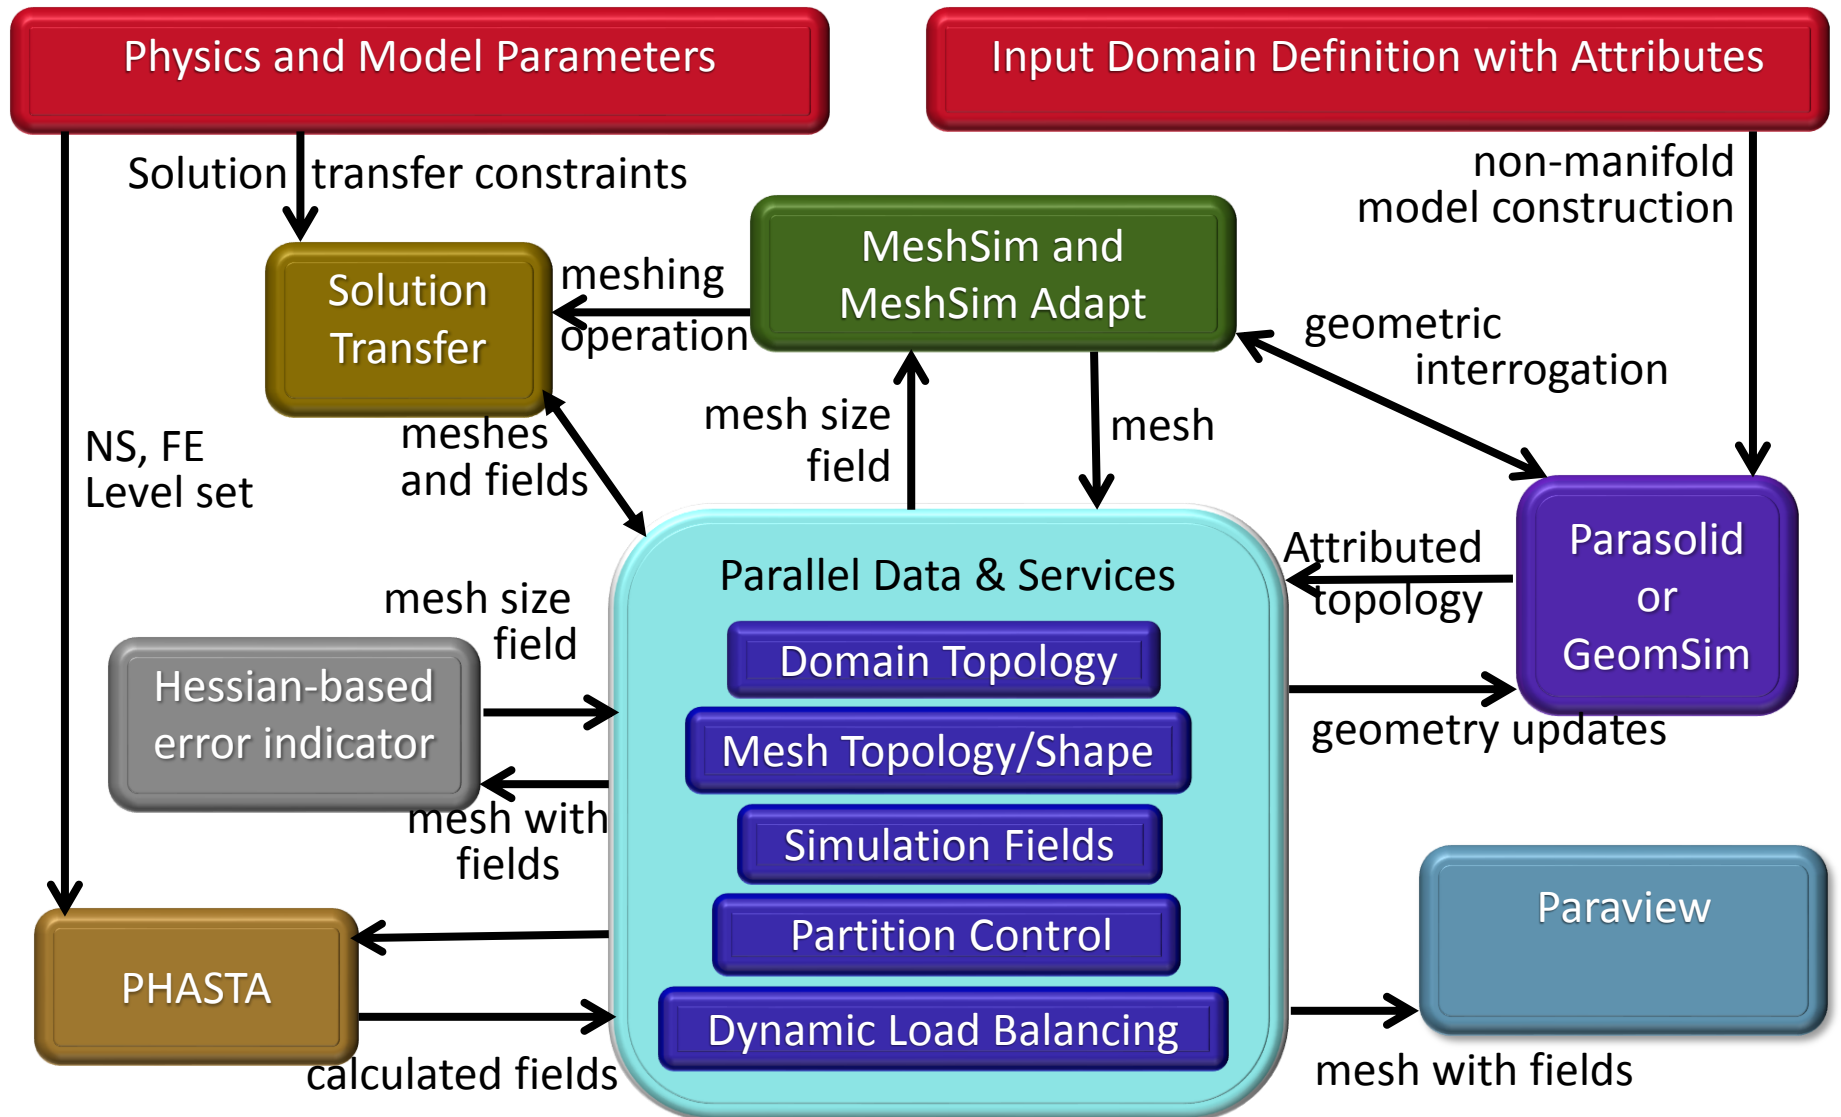 Physics and Model Parameters
Input Domain Definition with Attributes
Solution transfer constraints
non-manifold
model construction
MeshSim and
MeshSim Adapt
Solution
Transfer
meshing
operation
geometric
interrogation
NS, FE
Level set
meshes
and fields
mesh size
field
mesh
Parasolid
or
GeomSim
Attributed
topology
Parallel Data & Services
mesh size
field
Domain Topology
Hessian-based
error indicator
Mesh Topology/Shape
geometry updates
mesh with
fields
Simulation Fields
Partition Control
Paraview
PHASTA
Dynamic Load Balancing
calculated fields
mesh with fields